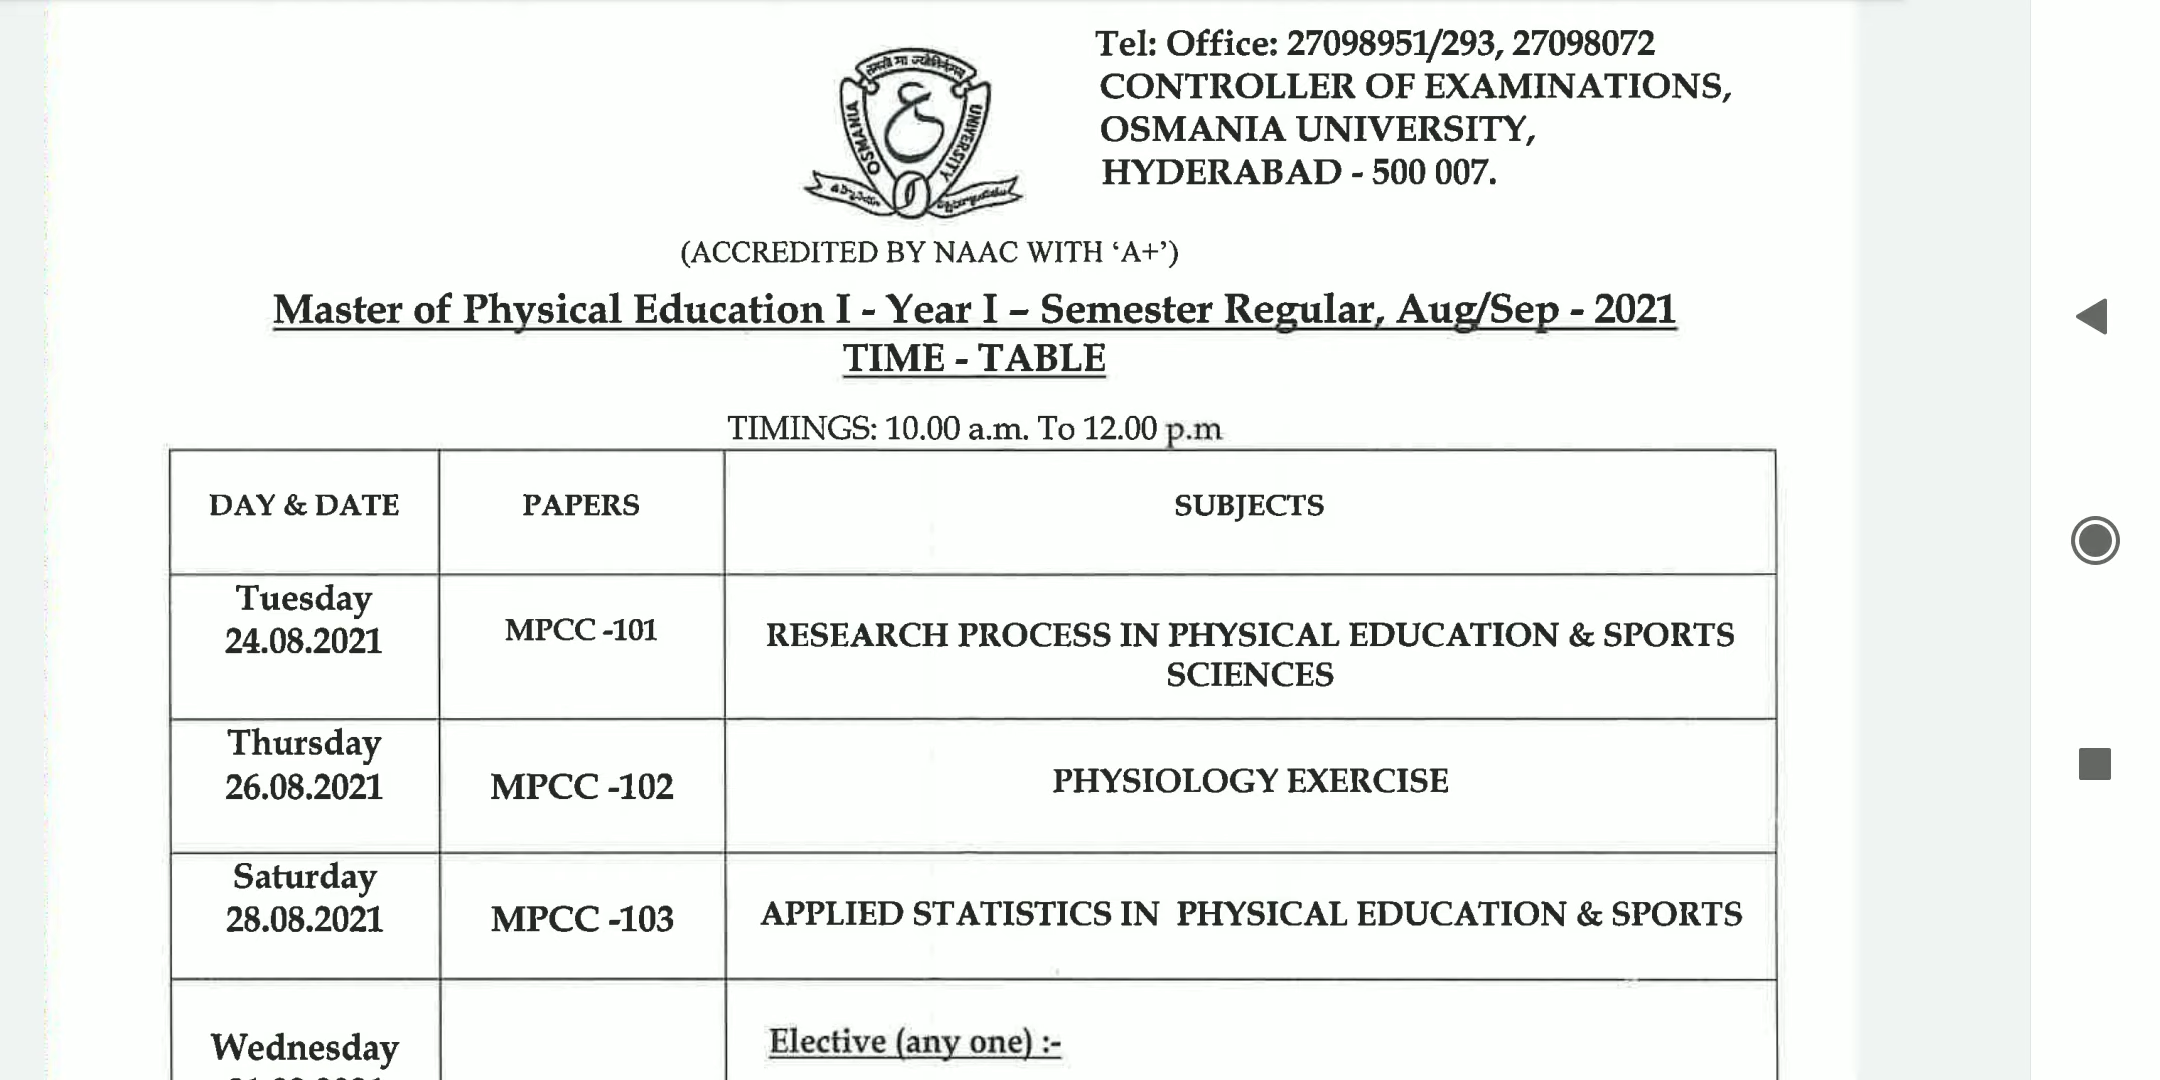 तमसो मा ज्योतिर्गमय
OSMANIA UNIVERSITY
Tel: Office: 27098951/293, 27098072
CONTROLLER OF EXAMINATIONS,
OSMANIA UNIVERSITY,
HYDERABAD - 500 007.
(ACCREDITED BY NAAC WITH ‘A+’)
Master of Physical Education I - Year I – Semester Regular, Aug/Sep - 2021
TIME - TABLE
TIMINGS: 10.00 a.m. To 12.00 p.m
DAY & DATE PAPERS SUBJECTS
Tuesday
24.08.2021 MPCC -101 RESEARCH PROCESS IN PHYSICAL EDUCATION & SPORTS
SCIENCES
Thursday
26.08.2021 MPCC -102 PHYSIOLOGY EXERCISE
Saturday
28.08.2021 MPCC -103 APPLIED STATISTICS IN PHYSICAL EDUCATION & SPORTS
Wednesday Elective (any one) :-